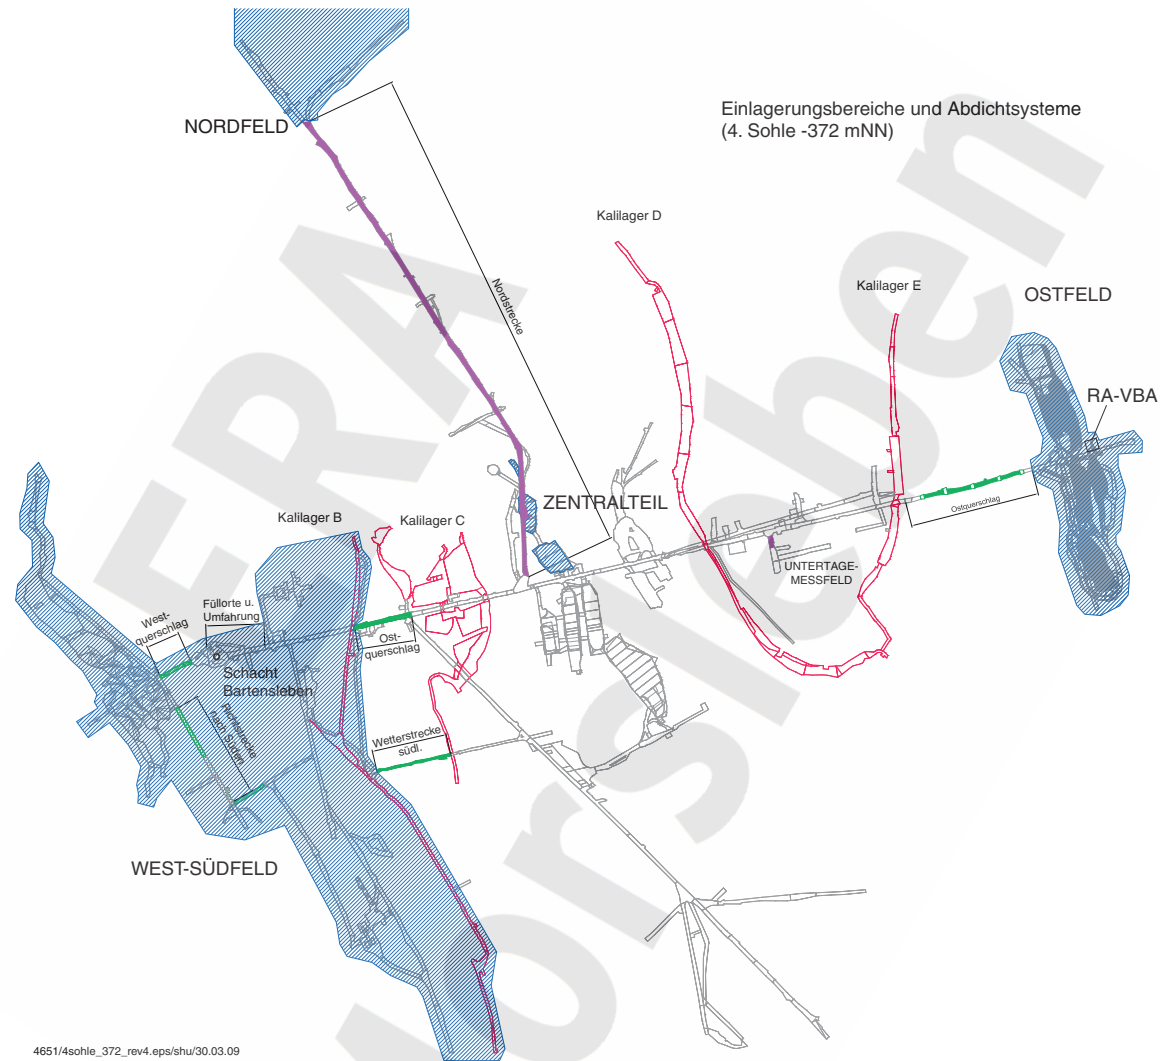 Einlagerungsbereiche und Abdichtsysteme
(4. Sohle -372 mNN)
NORDFELD
Kalilager D
Nordstrecke
Kalilager E
OSTFELD
RA-VBA
ZENTRALTEIL
Ostquerschlag
Kalilager B
Kalilager C
UNTERTAGE-
MESSFELD
West-
querschlag
Füllorte u.
Umfahrung
Ost-
querschlag
Schacht
Bartensleben
Richtstrecke
nach Süden
Wetterstrecke
südl.
WEST-SÜDFELD
4651/4sohle_372_rev4.eps/shu/30.03.09
ERA Morsleben